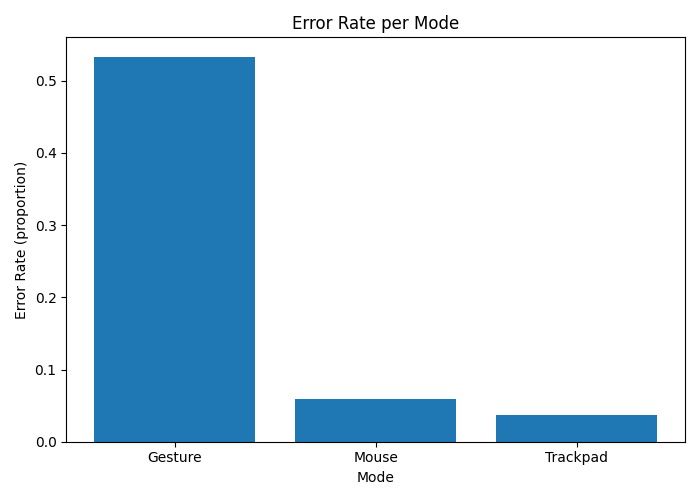 Error Rate per Mode
Error Rate (proportion)
0.5
0.4
0.3
0.2
0.1
0.0
Gesture Mouse Trackpad
Mode